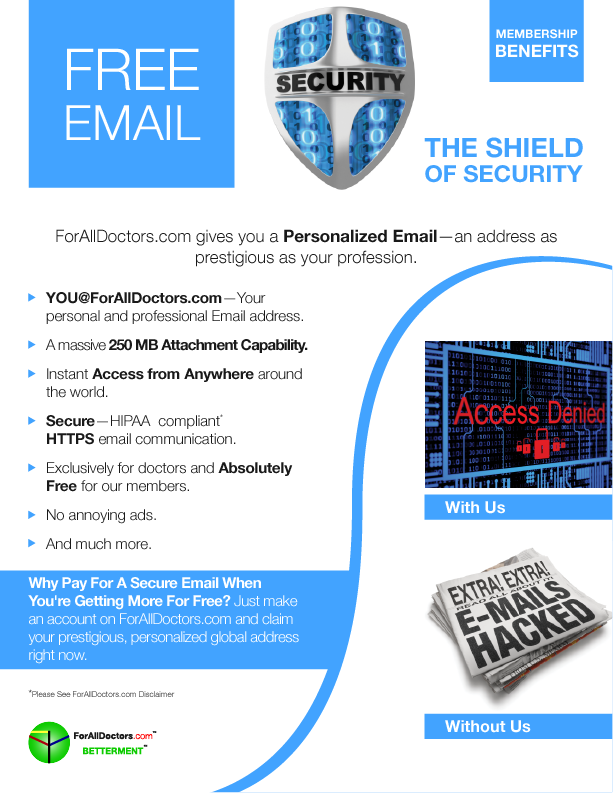 FREE
EMAIL
SECURITY
MEMBERSHIP
BENEFITS
THE SHIELD
OF SECURITY
ForAllDoctors.com gives you a Personalized Email—an address as
prestigious as your profession.
YOU@ForAllDoctors.com—Your
personal and professional Email address.
A massive 250 MB Attachment Capability.
Instant Access from Anywhere around
the world.
Secure—HIPAA compliant*
HTTPS email communication.
Exclusively for doctors and Absolutely
Free for our members.
No annoying ads.
And much more.
Why Pay For A Secure Email When
You're Getting More For Free? Just make
an account on ForAllDoctors.com and claim
your prestigious, personalized global address
right now.
*Please See ForAllDoctors.com Disclaimer
ForAllDoctors.com™
BETTERMENT™
Access Denied
With Us
EXTRA! EXTRA!
READ ALL ABOUT IT!
E-MAILS
HACKED
Without Us